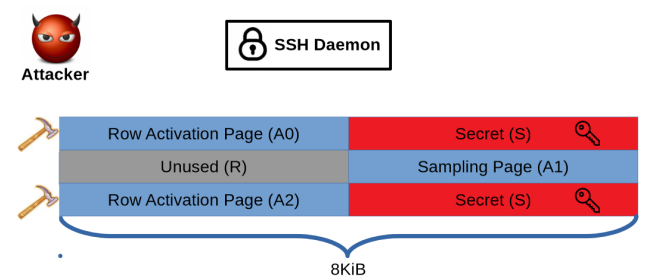 SSH Daemon
Attacker
Row Activation Page (A0)
Secret (S)
Unused (R)
Sampling Page (A1)
Row Activation Page (A2)
Secret (S)
8KiB